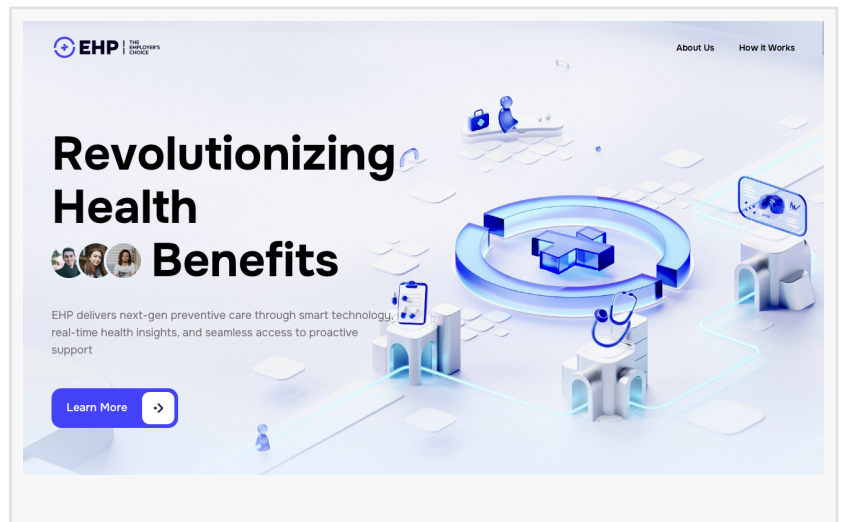 EHP
THE
EMPLOYER'S
CHOICE
About Us
How it Works
Revolutionizing
Health
Benefits
EHP delivers next-gen preventive care through smart technology,
real-time health insights, and seamless access to proactive
support
Learn More